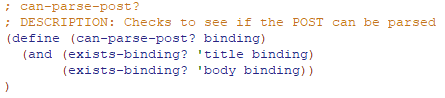 ; can-parse-post?
; DESCRIPTION: Checks to see if the POST can be parsed
(define (can-parse-post? binding)
  (and (exists-binding? 'title binding)
       (exists-binding? 'body binding))
)